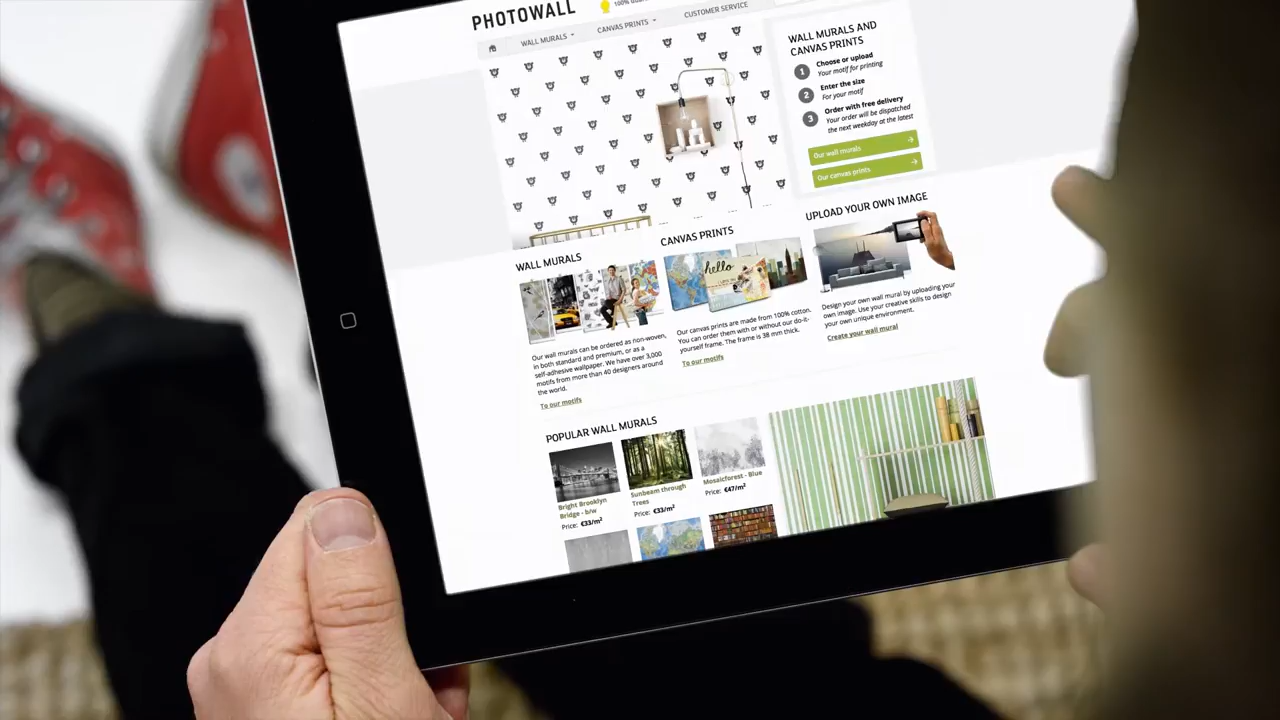 PHOTOWALL
100%
WALL MURALS
CANVAS PRINTS
CUSTOMER SERVICE
WALL MURALS AND
CANVAS PRINTS
1 Choose or upload
Your motif for printing
2 Enter the size
For your motif
3 Order with free delivery
Your order will be dispatched
the next weekday at the latest
Our wall murals
Our canvas prints
WALL MURALS
Our wall murals can be ordered as non-woven,
in both standard and premium, or as a
self-adhesive wallpaper. We have over 3,000
motifs from more than 40 designers around
the world.
To our motifs
CANVAS PRINTS
hello
Our canvas prints are made from 100% cotton.
You can order them with or without our do-it-
yourself frame. The frame is 38 mm thick.
To our motifs
UPLOAD YOUR OWN IMAGE
Design your own wall mural by uploading your
own image. Use your creative skills to design
your own unique environment.
Create your wall mural
POPULAR WALL MURALS
Bright Brooklyn
Bridge - b/w
Price: €33/m²
Sunbeam through
Trees
Price: €33/m²
Mosaicforest - Blue
Price: €47/m²